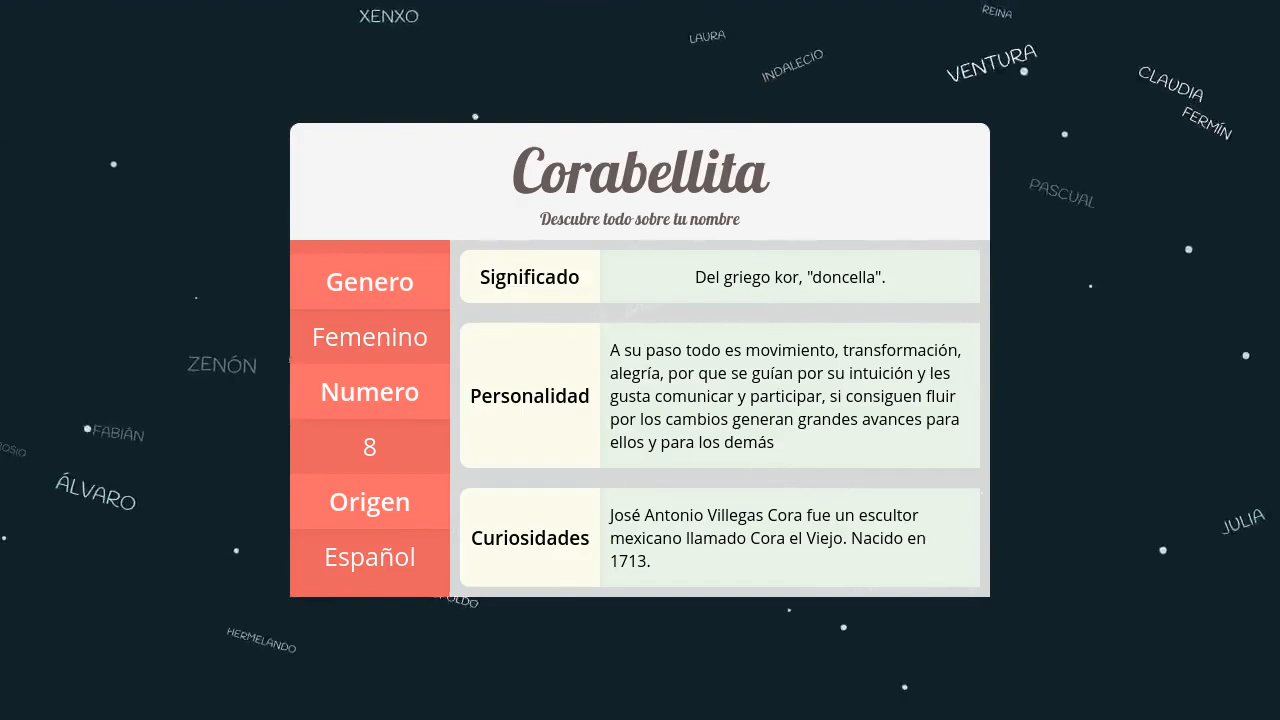 XENXO
REINA
LAURA
INDALECIO
VENTURA
CLAUDIA
FERMÍN
PASCUAL
Corabellita
Descubre todo sobre tu nombre
Genero
Femenino
Numero
8
Origen
Español
Significado
Del griego kor, "doncella".
Personalidad
A su paso todo es movimiento, transformación,
alegría, por que se guían por su intuición y les
gusta comunicar y participar, si consiguen fluir
por los cambios generan grandes avances para
ellos y para los demás
Curiosidades
José Antonio Villegas Cora fue un escultor
mexicano llamado Cora el Viejo. Nacido en
1713.
ZENÓN
FABIÁN
ÁLVARO
JULIA
HERMELANDO